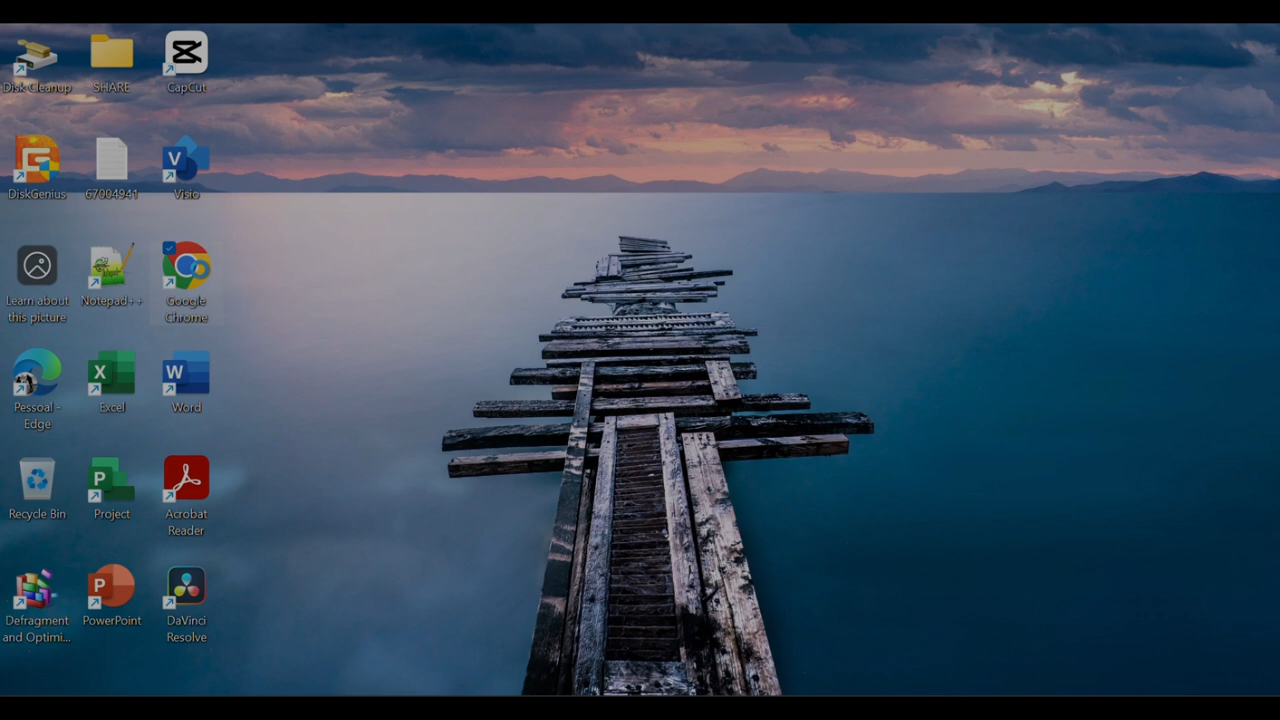 Disk Cleanup
SHARE
CapCut
DiskGenius
67004941
Visio
Learn about
this picture
Notepad++
Google
Chrome
Pessoal -
Edge
Excel
Word
Recycle Bin
Project
Acrobat
Reader
Defragment
and Optimi...
PowerPoint
DaVinci
Resolve